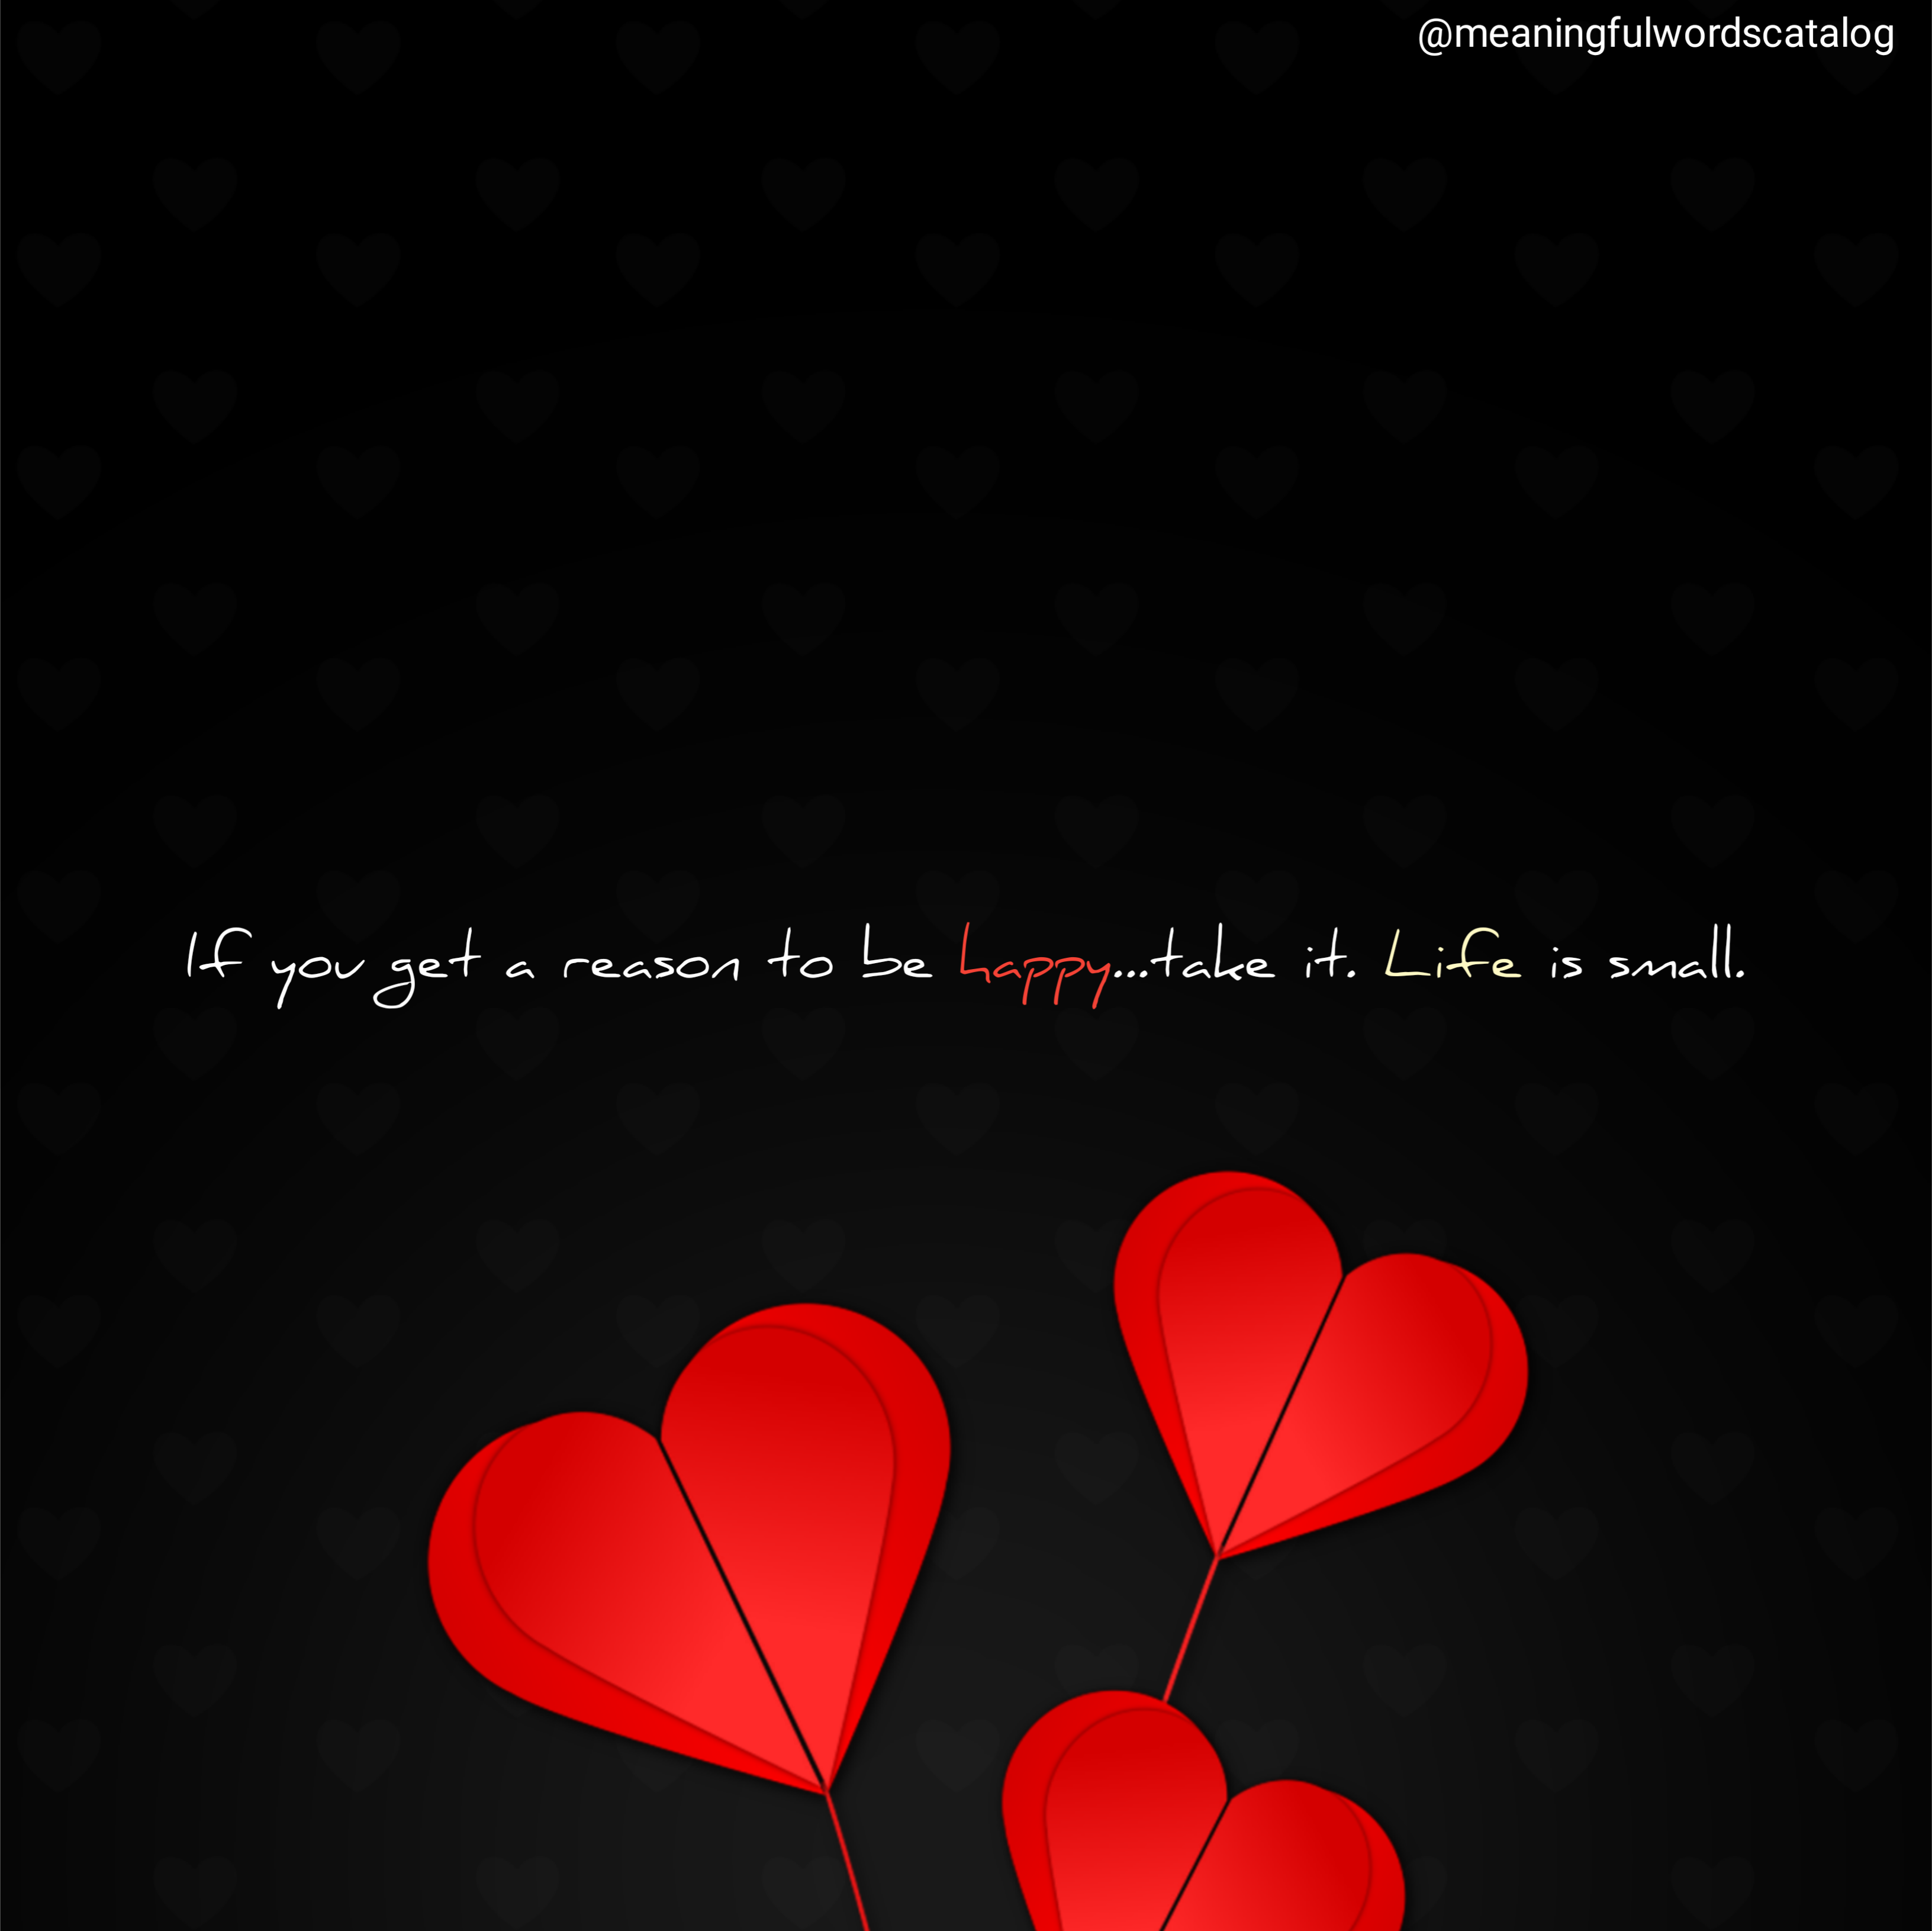 @meaningfulwordscatalog
If you get a reason to be happy...take it. Life is small.